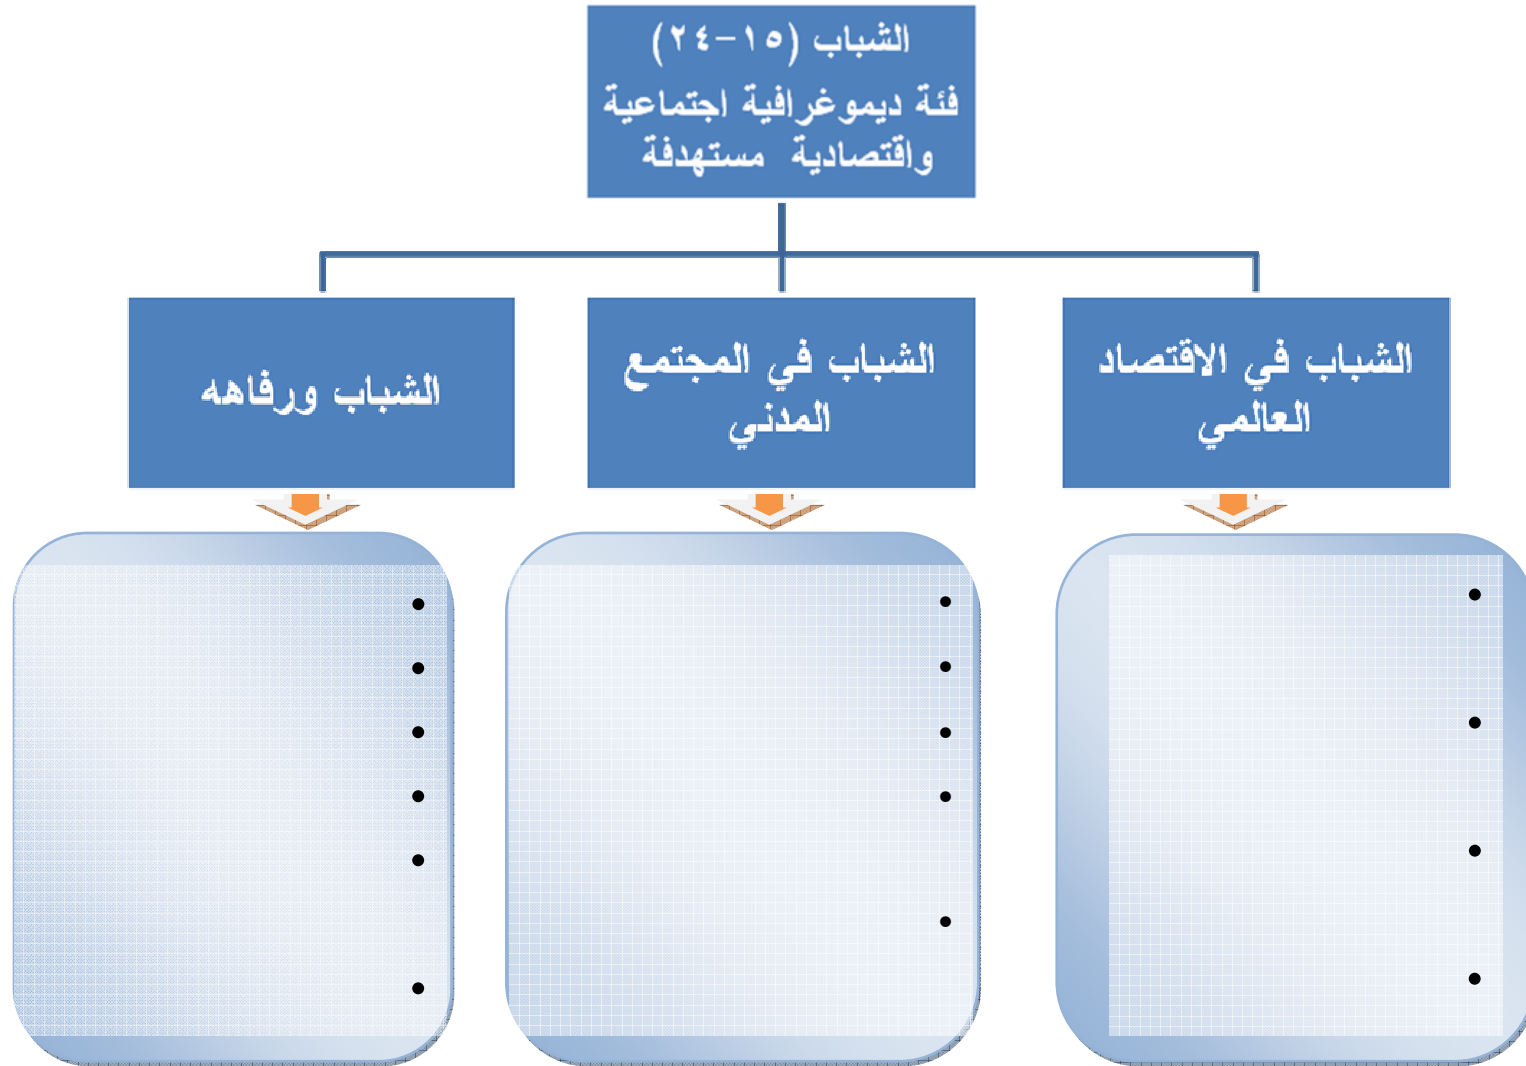 الشباب (١٥-٢٤)
فئة ديموغرافية اجتماعية
واقتصادية مستهدفة
الشباب في الاقتصاد
العالمي
الشباب في المجتمع
المدني
الشباب ورفاهه